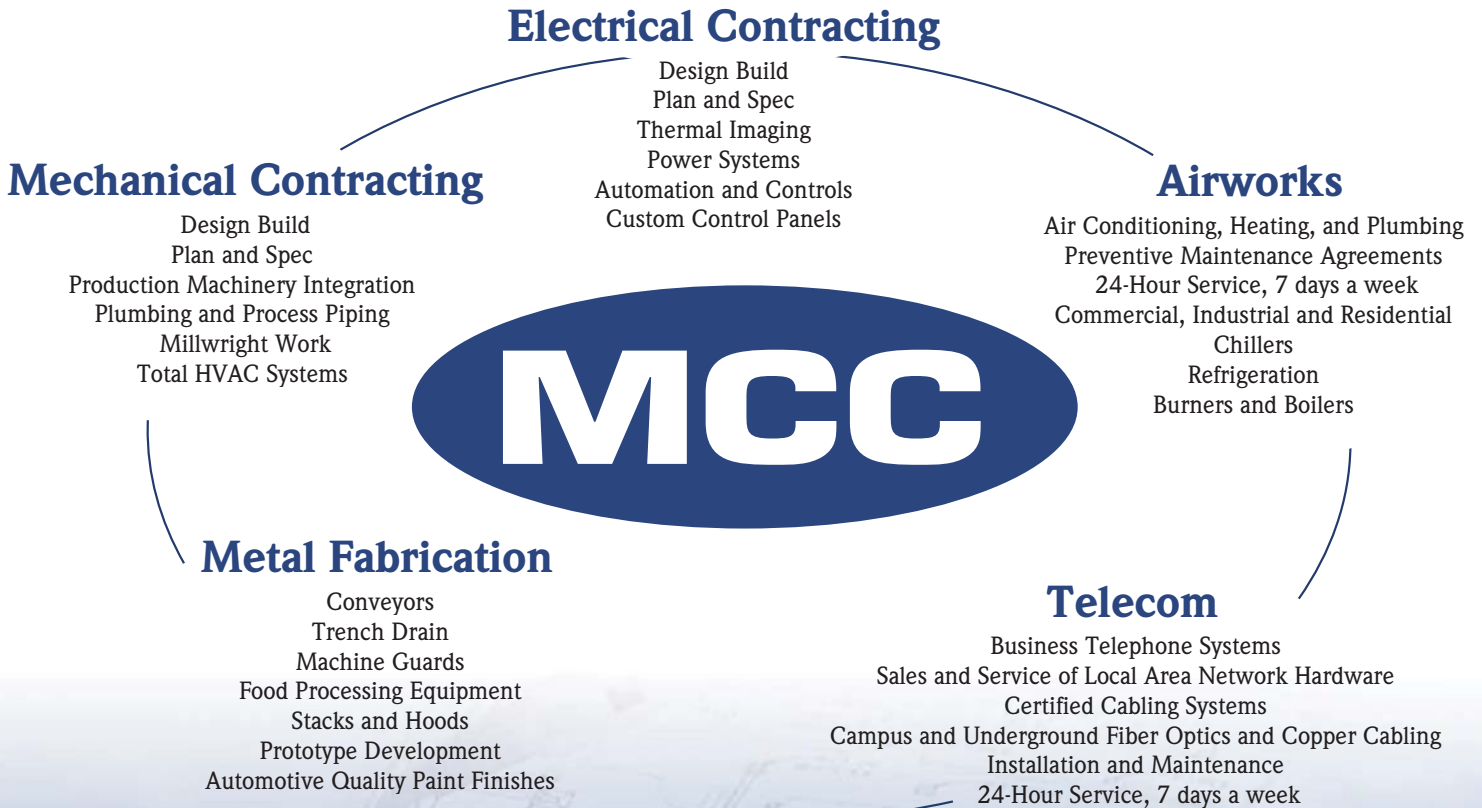 Electrical Contracting
Design Build
Plan and Spec
Thermal Imaging
Power Systems
Automation and Controls
Custom Control Panels
Mechanical Contracting
Design Build
Plan and Spec
Production Machinery Integration
Plumbing and Process Piping
Millwright Work
Total HVAC Systems
Airworks
Air Conditioning, Heating, and Plumbing
Preventive Maintenance Agreements
24-Hour Service, 7 days a week
Commercial, Industrial and Residential
Chillers
Refrigeration
Burners and Boilers
MCC
Metal Fabrication
Conveyors
Trench Drain
Machine Guards
Food Processing Equipment
Stacks and Hoods
Prototype Development
Automotive Quality Paint Finishes
Telecom
Business Telephone Systems
Sales and Service of Local Area Network Hardware
Certified Cabling Systems
Campus and Underground Fiber Optics and Copper Cabling
Installation and Maintenance
24-Hour Service, 7 days a week